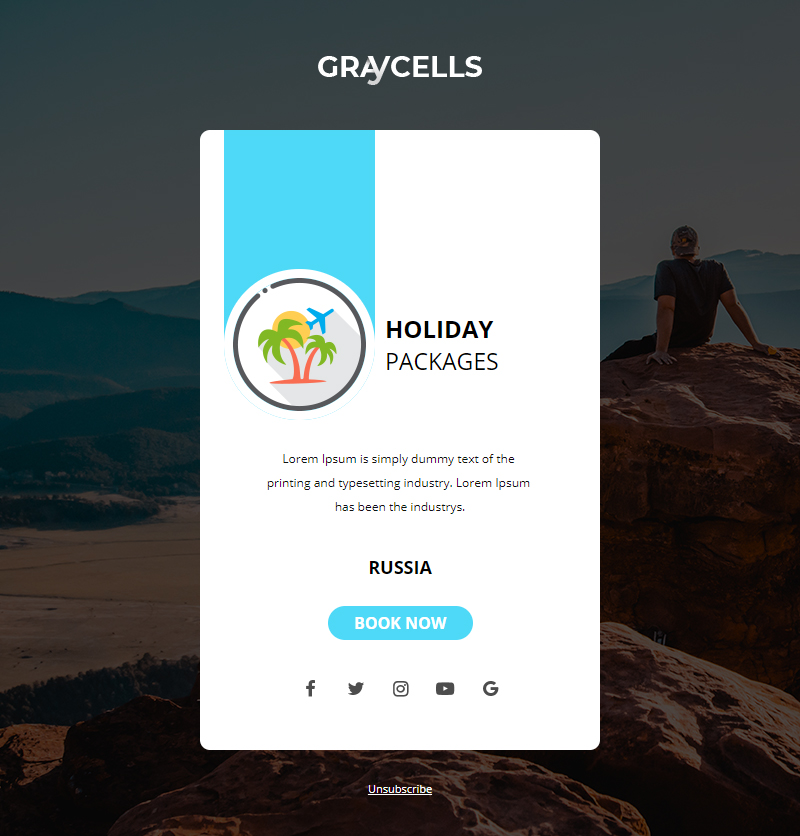 GRAyCELLS
HOLIDAY
PACKAGES
Lorem Ipsum is simply dummy text of the
printing and typesetting industry. Lorem Ipsum
has been the industrys.
RUSSIA
BOOK NOW
Unsubscribe